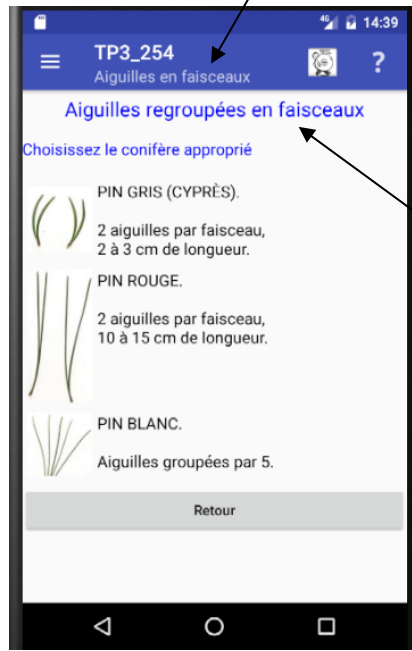 4G 14:39
TP3_254
Aiguilles en faisceaux
?
Aiguilles regroupées en faisceaux
Choisissez le conifère approprié
PIN GRIS (CYPRÈS).
2 aiguilles par faisceau,
2 à 3 cm de longueur.
PIN ROUGE.
2 aiguilles par faisceau,
10 à 15 cm de longueur.
PIN BLANC.
Aiguilles groupées par 5.
Retour